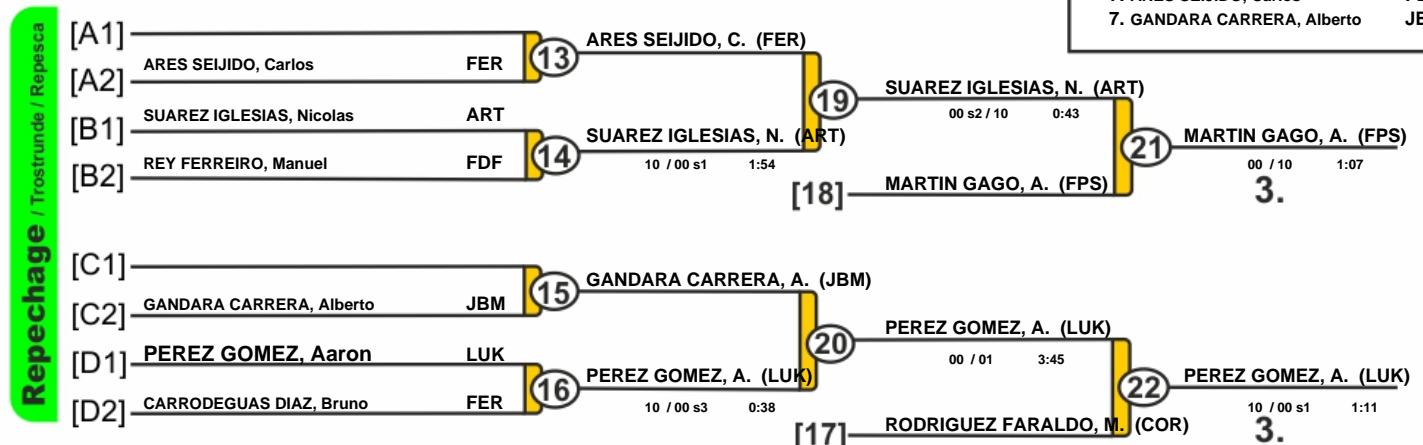 7. GANDARA CARRERA, Alberto
Repechage / Trostrunde / Repesca
[A1]
[A2] ARES SEIJIDO, Carlos FER
13 ARES SEIJIDO, C. (FER)
[B1] SUAREZ IGLESIAS, Nicolas ART
[B2] REY FERREIRO, Manuel FDF
14 SUAREZ IGLESIAS, N. (ART)
10 / 00 s1 1:54
19 SUAREZ IGLESIAS, N. (ART)
00 s2 / 10 0:43
[18] MARTIN GAGO, A. (FPS)
21 MARTIN GAGO, A. (FPS)
00 / 10 1:07
3.
[C1]
[C2] GANDARA CARRERA, Alberto JBM
15 GANDARA CARRERA, A. (JBM)
[D1] PEREZ GOMEZ, Aaron LUK
[D2] CARRODEGUAS DIAZ, Bruno FER
16 PEREZ GOMEZ, A. (LUK)
10 / 00 s3 0:38
20 PEREZ GOMEZ, A. (LUK)
00 / 01 3:45
[17] RODRIGUEZ FARALDO, M. (COR)
22 PEREZ GOMEZ, A. (LUK)
10 / 00 s1 1:11
3.